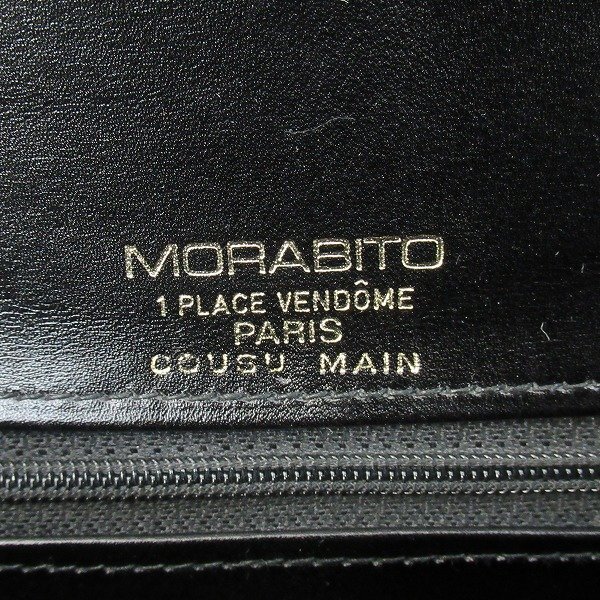 MORABITO
1 PLACE VENDÔME
PARIS
COUSU MAIN